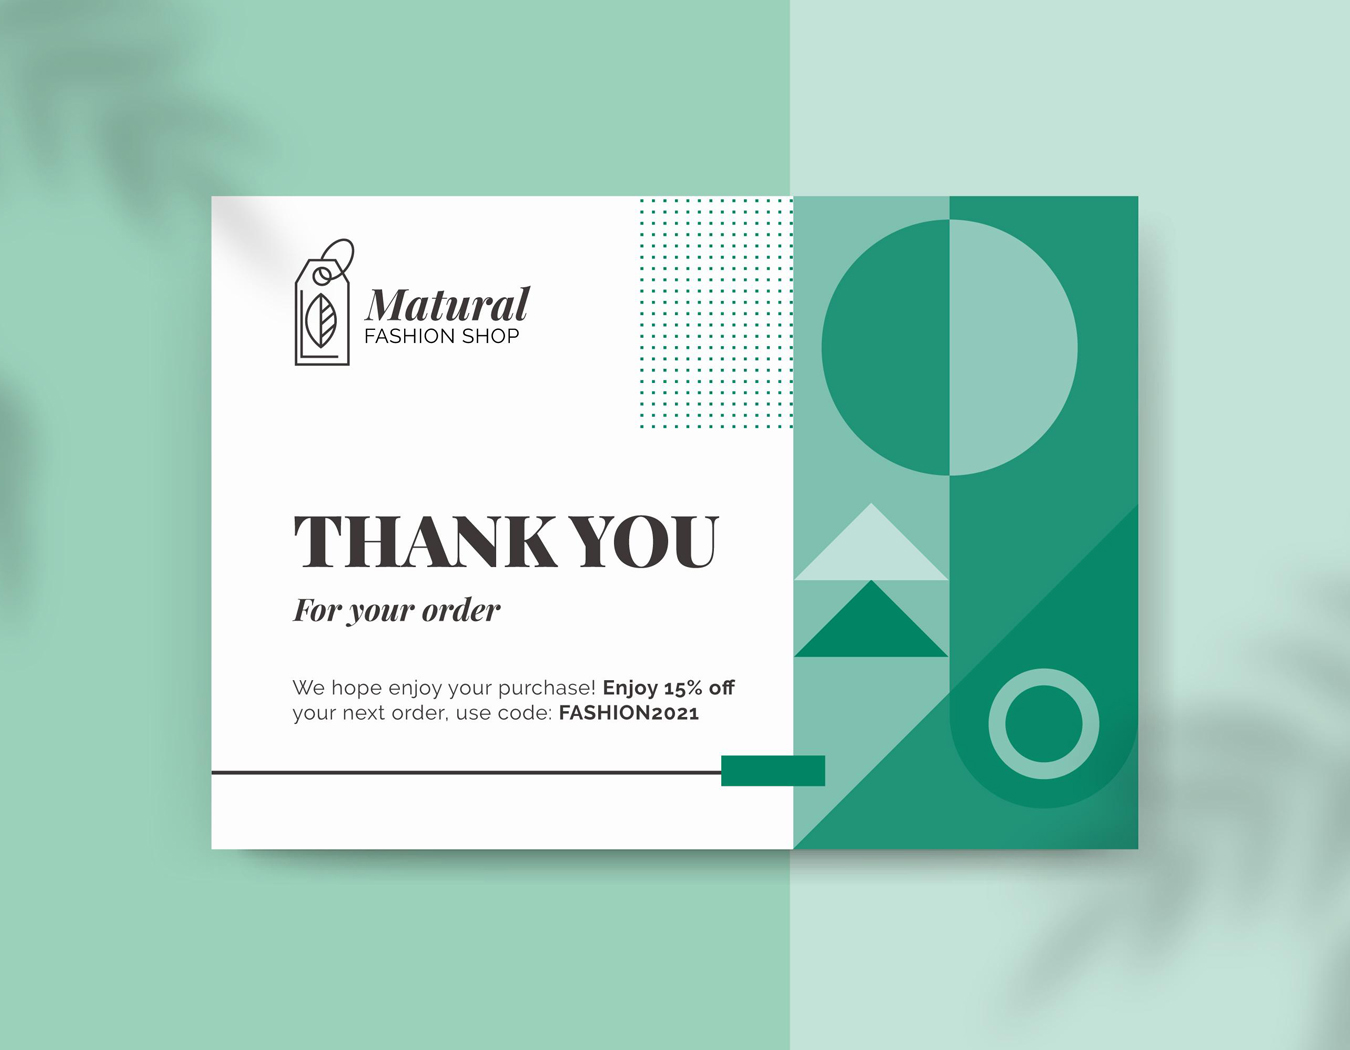 Matural
FASHION SHOP
THANK YOU
For your order
We hope enjoy your purchase! Enjoy 15% off
your next order, use code: FASHION2021